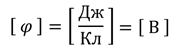 [ φ ] = [ Дж / Кл ] = [ В ]